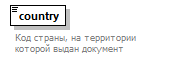 country
Код страны, на территории
которой выдан документ